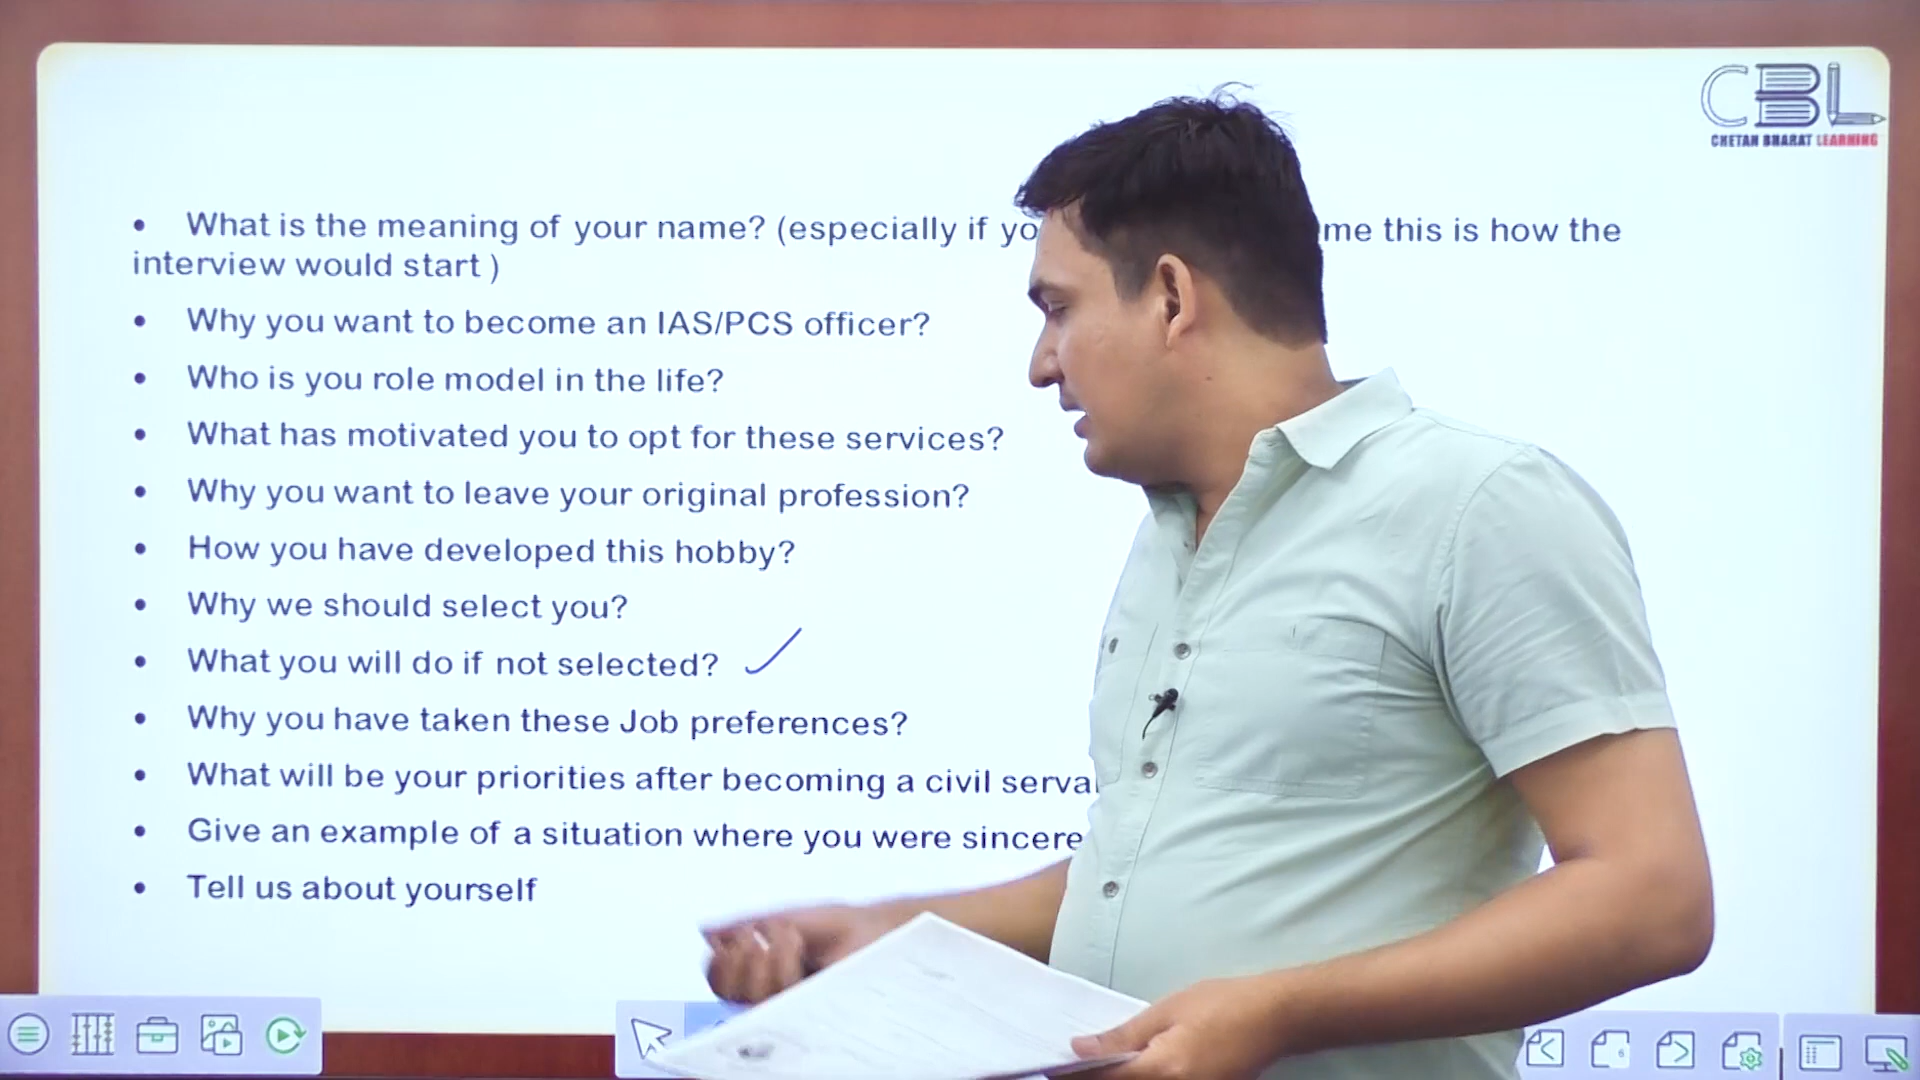 CBL
CHETAN BHARAT LEARNING
• What is the meaning of your name? (especially if yo me this is how the
interview would start )
• Why you want to become an IAS/PCS officer?
• Who is you role model in the life?
• What has motivated you to opt for these services?
• Why you want to leave your original profession?
• How you have developed this hobby?
• Why we should select you?
• What you will do if not selected?
• Why you have taken these Job preferences?
• What will be your priorities after becoming a civil serva
• Give an example of a situation where you were sincere
• Tell us about yourself
6